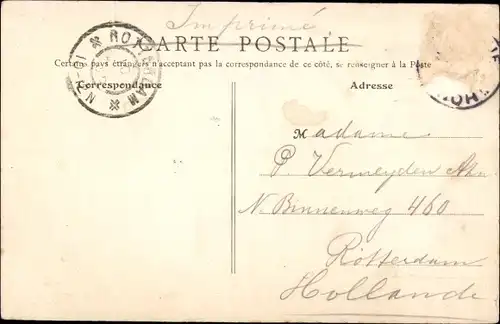 Imprimé
CARTE POSTALE
Certains pays étrangers n'acceptant pas la correspondance de ce côté, se renseigner à la Poste
Correspondance
Adresse
ROTTERDAM
Madame
P. Vermeyden
N. Binnenweg 460
Rotterdam
Hollande